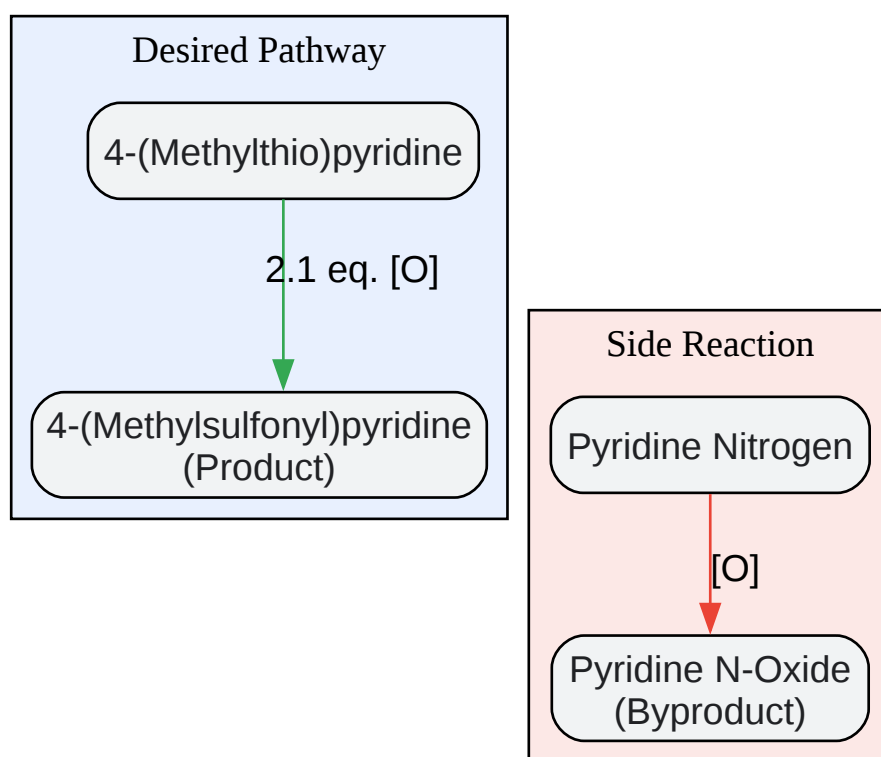 Desired Pathway
4-(Methylthio)pyridine
2.1 eq. [O]
4-(Methylsulfonyl)pyridine
(Product)
Side Reaction
Pyridine Nitrogen
[O]
Pyridine N-Oxide
(Byproduct)